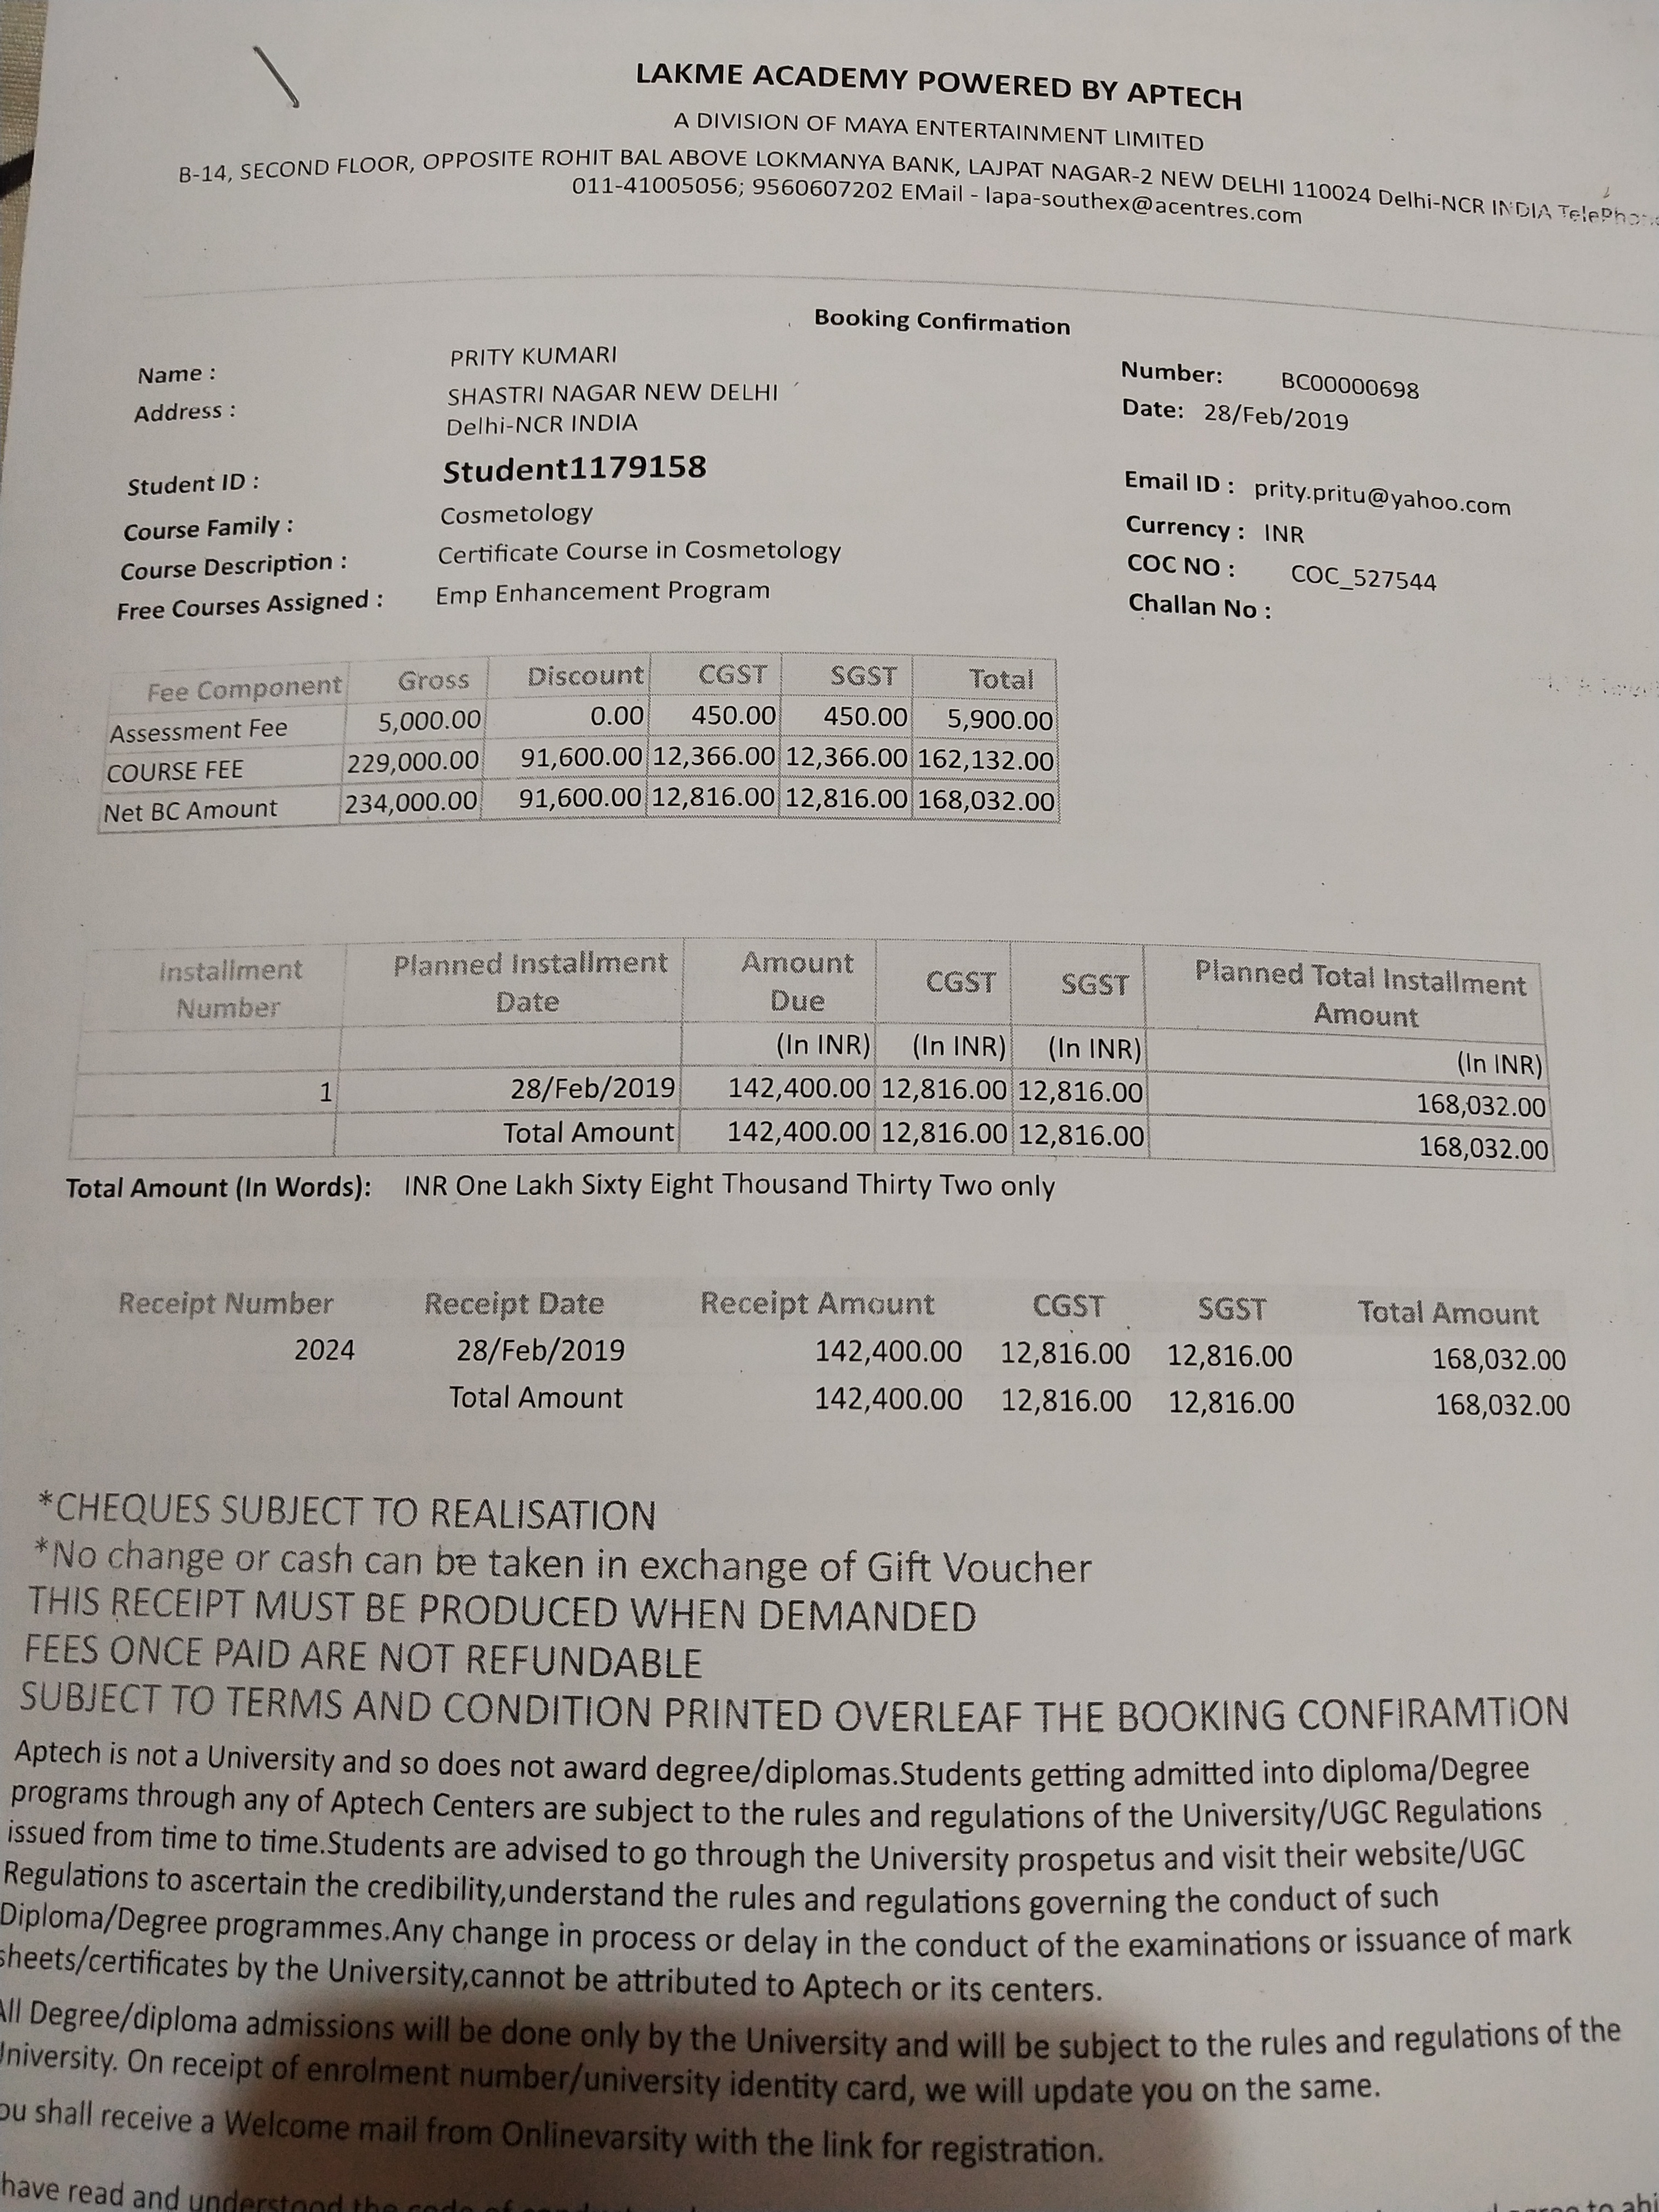 LAKME ACADEMY POWERED BY APTECH
A DIVISION OF MAYA ENTERTAINMENT LIMITED
B-14, SECOND FLOOR, OPPOSITE ROHIT BAL ABOVE LOKMANYA BANK, LAJPAT NAGAR-2 NEW DELHI 110024 Delhi-NCR INDIA
011-41005056; 9560607202 EMail - lapa-southex@acentres.com
Booking Confirmation
Name : PRITY KUMARI
Number: BC00000698
Address : SHASTRI NAGAR NEW DELHI
Delhi-NCR INDIA
Date: 28/Feb/2019
Student ID : Student1179158
Email ID : prity.pritu@yahoo.com
Course Family : Cosmetology
Currency : INR
Course Description : Certificate Course in Cosmetology
COC NO : COC_527544
Free Courses Assigned : Emp Enhancement Program
Challan No :
Fee Component Gross Discount CGST SGST Total
Assessment Fee 5,000.00 0.00 450.00 450.00 5,900.00
COURSE FEE 229,000.00 91,600.00 12,366.00 12,366.00 162,132.00
Net BC Amount 234,000.00 91,600.00 12,816.00 12,816.00 168,032.00
Installment Number Planned Installment Date Amount Due CGST SGST Planned Total Installment Amount
(In INR) (In INR) (In INR) (In INR)
1 28/Feb/2019 142,400.00 12,816.00 12,816.00 168,032.00
Total Amount 142,400.00 12,816.00 12,816.00 168,032.00
Total Amount (In Words): INR One Lakh Sixty Eight Thousand Thirty Two only
Receipt Number Receipt Date Receipt Amount CGST SGST Total Amount
2024 28/Feb/2019 142,400.00 12,816.00 12,816.00 168,032.00
Total Amount 142,400.00 12,816.00 12,816.00 168,032.00
*CHEQUES SUBJECT TO REALISATION
*No change or cash can be taken in exchange of Gift Voucher
THIS RECEIPT MUST BE PRODUCED WHEN DEMANDED
FEES ONCE PAID ARE NOT REFUNDABLE
SUBJECT TO TERMS AND CONDITION PRINTED OVERLEAF THE BOOKING CONFIRAMTION
Aptech is not a University and so does not award degree/diplomas.Students getting admitted into diploma/Degree
programs through any of Aptech Centers are subject to the rules and regulations of the University/UGC Regulations
issued from time to time.Students are advised to go through the University prospetus and visit their website/UGC
Regulations to ascertain the credibility,understand the rules and regulations governing the conduct of such
Diploma/Degree programmes.Any change in process or delay in the conduct of the examinations or issuance of mark
sheets/certificates by the University,cannot be attributed to Aptech or its centers.
All Degree/diploma admissions will be done only by the University and will be subject to the rules and regulations of the
University. On receipt of enrolment number/university identity card, we will update you on the same.
ou shall receive a Welcome mail from Onlinevarsity with the link for registration.
have read and understood the code of